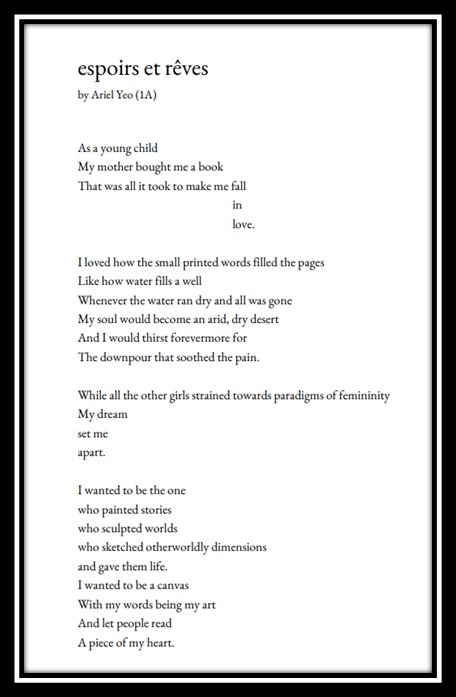 espoirs et rêves
by Ariel Yeo (1A)
As a young child
My mother bought me a book
That was all it took to make me fall
in
love.
I loved how the small printed words filled the pages
Like how water fills a well
Whenever the water ran dry and all was gone
My soul would become an arid, dry desert
And I would thirst forevermore for
The downpour that soothed the pain.
While all the other girls strained towards paradigms of femininity
My dream
set me
apart.
I wanted to be the one
who painted stories
who sculpted worlds
who sketched otherworldly dimensions
and gave them life.
I wanted to be a canvas
With my words being my art
And let people read
A piece of my heart.